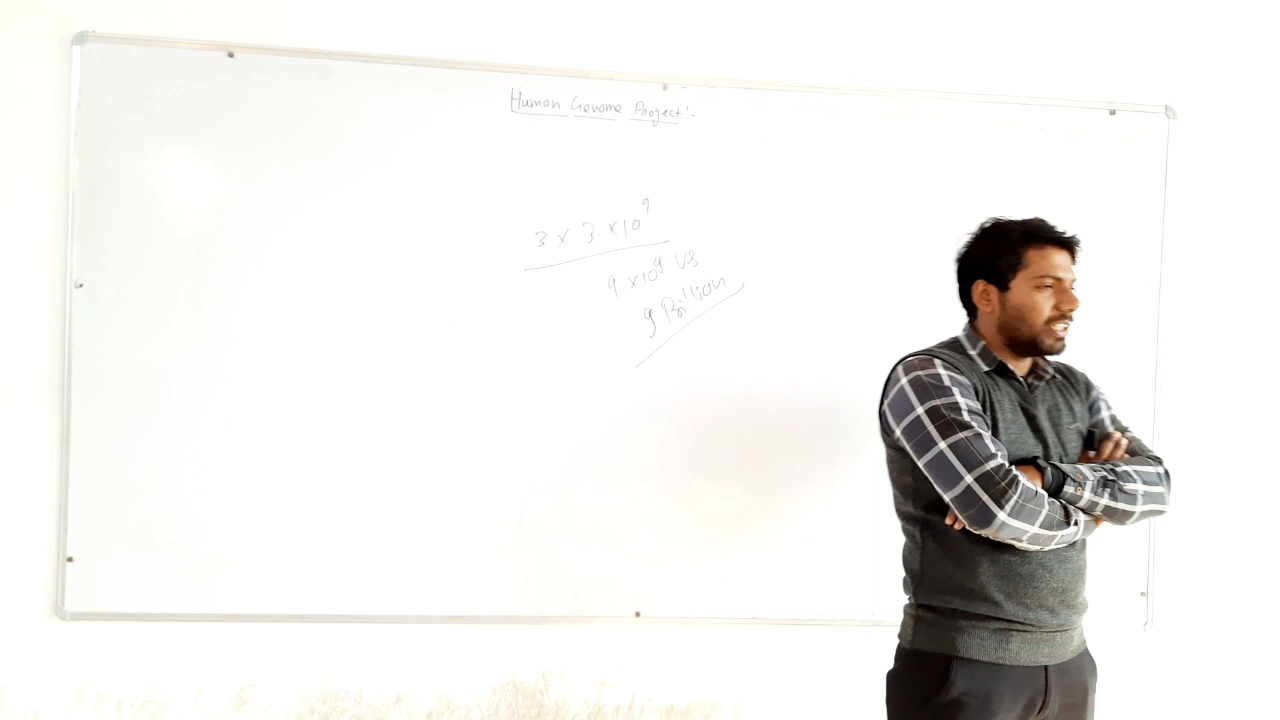 Human Genome Project:-
3 x 3 x10⁹
9 x10⁹ US
9 Billion